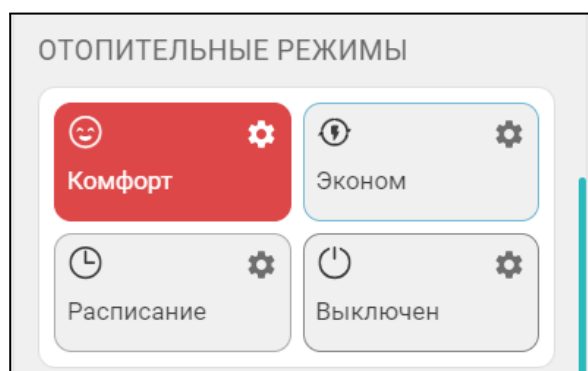 ОТОПИТЕЛЬНЫЕ РЕЖИМЫ
Комфорт
Эконом
Расписание
Выключен